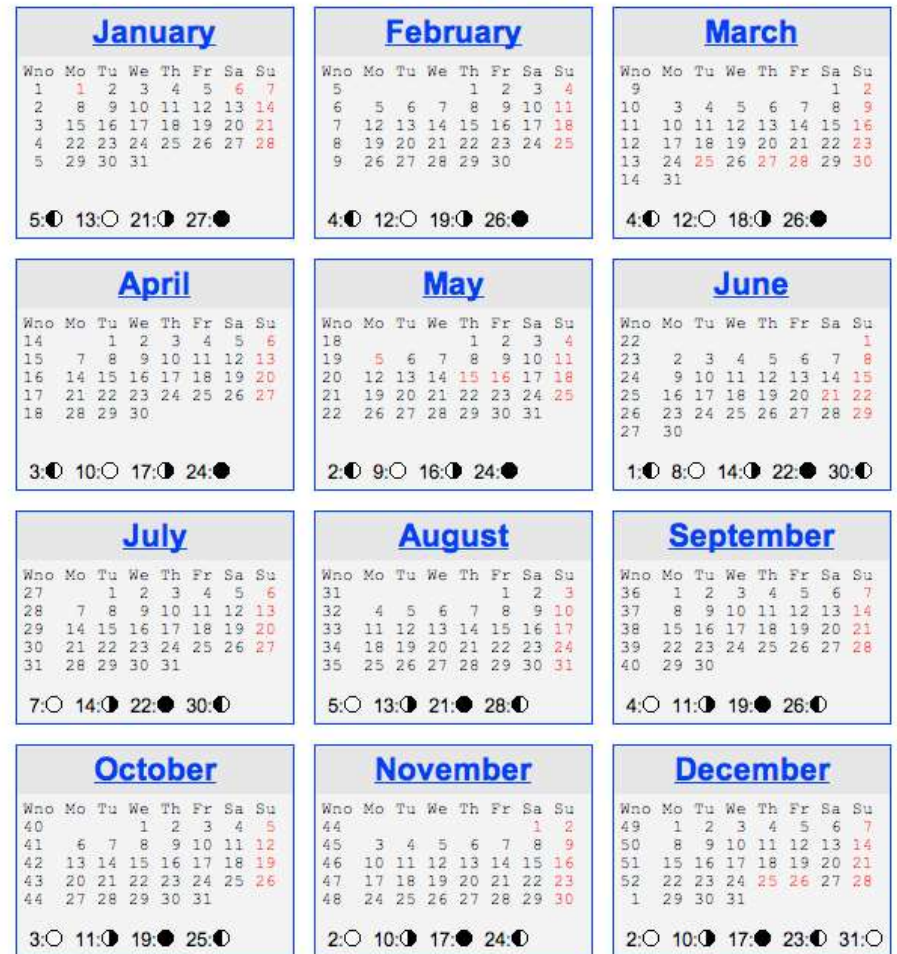 January
Wno Mo Tu We Th Fr Sa Su
1 1 2 3 4 5 6 7
2 8 9 10 11 12 13 14
3 15 16 17 18 19 20 21
4 22 23 24 25 26 27 28
5 29 30 31
5:◐ 13:○ 21:◑ 27:●
February
Wno Mo Tu We Th Fr Sa Su
5 1 2 3 4
6 5 6 7 8 9 10 11
7 12 13 14 15 16 17 18
8 19 20 21 22 23 24 25
9 26 27 28 29 30
4:◐ 12:○ 19:◑ 26:●
March
Wno Mo Tu We Th Fr Sa Su
9 1 2
10 3 4 5 6 7 8 9
11 10 11 12 13 14 15 16
12 17 18 19 20 21 22 23
13 24 25 26 27 28 29 30
14 31
4:◐ 12:○ 18:◑ 26:●
April
Wno Mo Tu We Th Fr Sa Su
14 1 2 3 4 5 6
15 7 8 9 10 11 12 13
16 14 15 16 17 18 19 20
17 21 22 23 24 25 26 27
18 28 29 30
3:◐ 10:○ 17:◑ 24:●
May
Wno Mo Tu We Th Fr Sa Su
18 1 2 3 4
19 5 6 7 8 9 10 11
20 12 13 14 15 16 17 18
21 19 20 21 22 23 24 25
22 26 27 28 29 30 31
2:◐ 9:○ 16:◑ 24:●
June
Wno Mo Tu We Th Fr Sa Su
22 1
23 2 3 4 5 6 7 8
24 9 10 11 12 13 14 15
25 16 17 18 19 20 21 22
26 23 24 25 26 27 28 29
27 30
1:◐ 8:○ 14:◑ 22:● 30:◐
July
Wno Mo Tu We Th Fr Sa Su
27 1 2 3 4 5 6
28 7 8 9 10 11 12 13
29 14 15 16 17 18 19 20
30 21 22 23 24 25 26 27
31 28 29 30 31
7:○ 14:◑ 22:● 30:◐
August
Wno Mo Tu We Th Fr Sa Su
31 1 2 3
32 4 5 6 7 8 9 10
33 11 12 13 14 15 16 17
34 18 19 20 21 22 23 24
35 25 26 27 28 29 30 31
5:○ 13:◑ 21:● 28:◐
September
Wno Mo Tu We Th Fr Sa Su
36 1 2 3 4 5 6 7
37 8 9 10 11 12 13 14
38 15 16 17 18 19 20 21
39 22 23 24 25 26 27 28
40 29 30
4:○ 11:◑ 19:● 26:◐
October
Wno Mo Tu We Th Fr Sa Su
40 1 2 3 4 5
41 6 7 8 9 10 11 12
42 13 14 15 16 17 18 19
43 20 21 22 23 24 25 26
44 27 28 29 30 31
3:○ 11:◑ 19:● 25:◐
November
Wno Mo Tu We Th Fr Sa Su
44 1 2
45 3 4 5 6 7 8 9
46 10 11 12 13 14 15 16
47 17 18 19 20 21 22 23
48 24 25 26 27 28 29 30
2:○ 10:◑ 17:● 24:◐
December
Wno Mo Tu We Th Fr Sa Su
49 1 2 3 4 5 6 7
50 8 9 10 11 12 13 14
51 15 16 17 18 19 20 21
52 22 23 24 25 26 27 28
1 29 30 31
2:○ 10:◑ 17:● 23:◐ 31:○